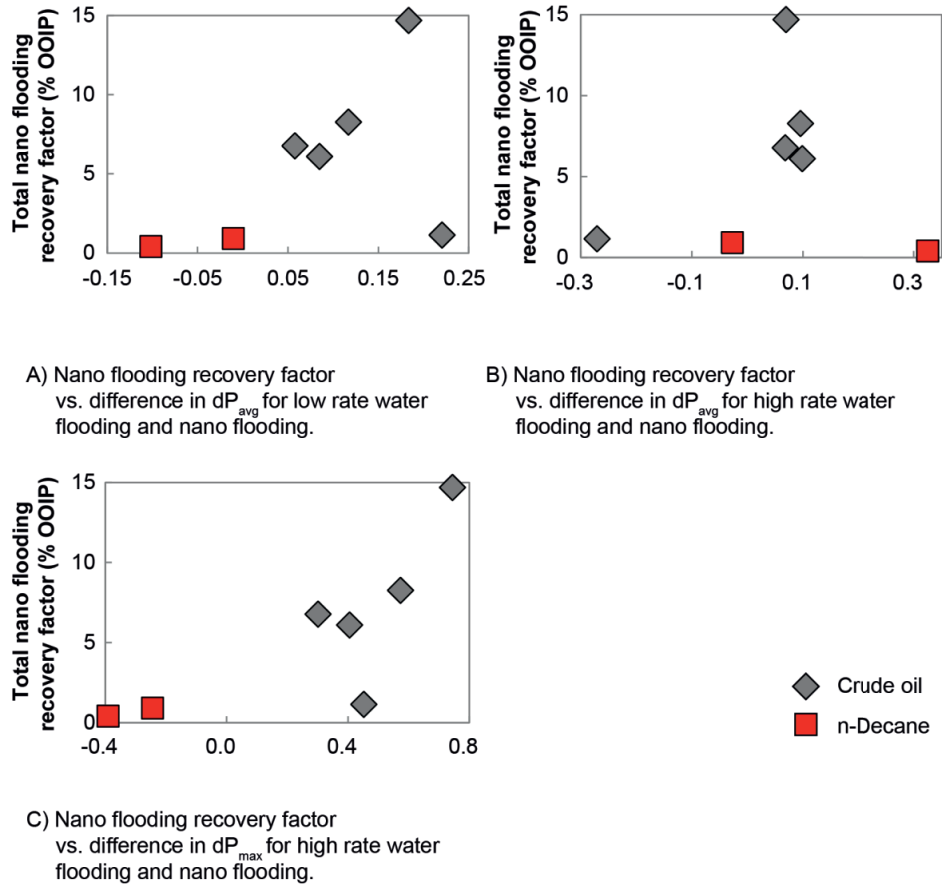 Total nano flooding
recovery factor (% OOIP)
15
10
5
0
-0.15
-0.05
0.05
0.15
0.25
A) Nano flooding recovery factor
vs. difference in dPavg for low rate water
flooding and nano flooding.
Total nano flooding
recovery factor (% OOIP)
15
10
5
0
-0.3
-0.1
0.1
0.3
B) Nano flooding recovery factor
vs. difference in dPavg for high rate water
flooding and nano flooding.
Total nano flooding
recovery factor (% OOIP)
15
10
5
0
-0.4
0.0
0.4
0.8
C) Nano flooding recovery factor
vs. difference in dPmax for high rate water
flooding and nano flooding.
Crude oil
n-Decane